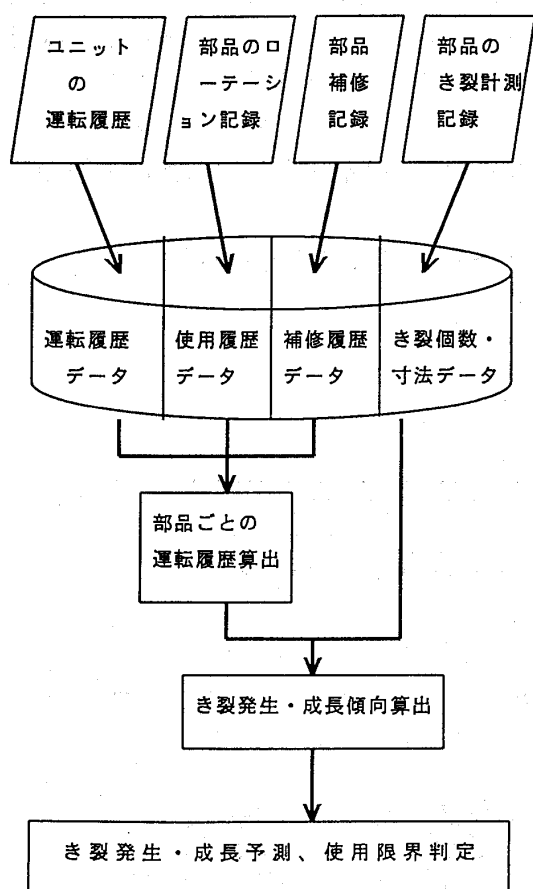 ユニット
の
運転履歴
部品のロ
ーテーシ
ョン記録
部品
補修
記録
部品の
き裂計測
記録
運転履歴
データ
使用履歴
データ
補修履歴
データ
き裂個数・
寸法データ
部品ごとの
運転履歴算出
き裂発生・成長傾向算出
き裂発生・成長予測、使用限界判定